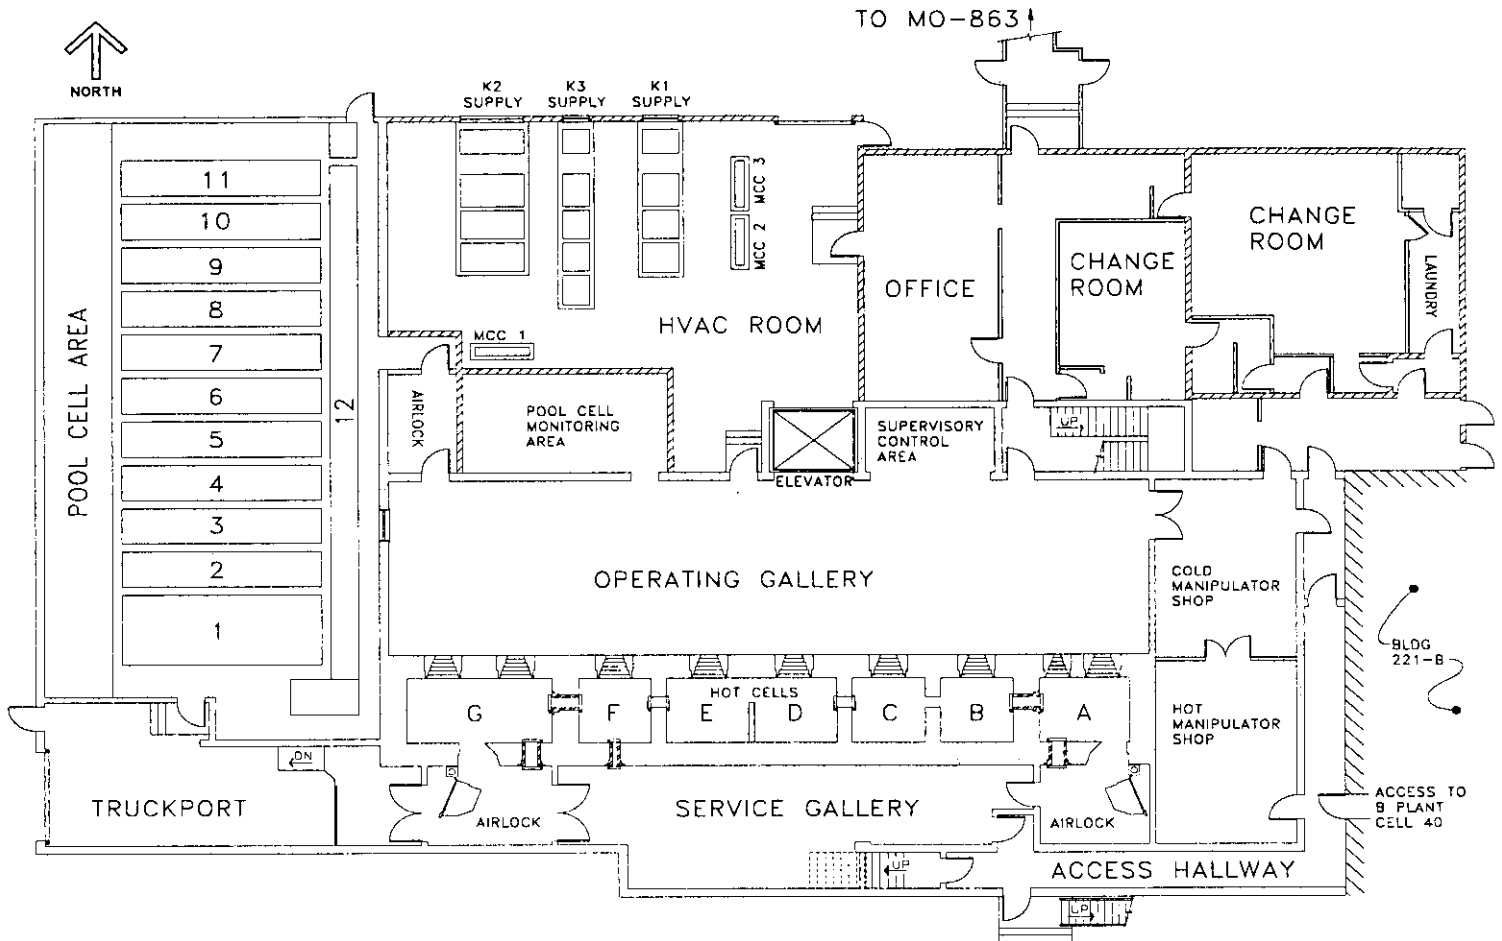 TO MO-863
NORTH
K2
SUPPLY
K3
SUPPLY
K1
SUPPLY
MCC 3
MCC 2
11
10
9
8
7
6
5
4
3
2
1
12
POOL CELL AREA
CHANGE
ROOM
CHANGE
ROOM
LAUNDRY
OFFICE
HVAC ROOM
MCC 1
AIRLOCK
POOL CELL
MONITORING
AREA
ELEVATOR
SUPERVISORY
CONTROL
AREA
UP
OPERATING GALLERY
COLD
MANIPULATOR
SHOP
BLDG
221-B
HOT CELLS
G
F
E
D
C
B
A
HOT
MANIPULATOR
SHOP
DN
TRUCKPORT
AIRLOCK
SERVICE GALLERY
AIRLOCK
ACCESS TO
B PLANT
CELL 40
UP
ACCESS HALLWAY
UP